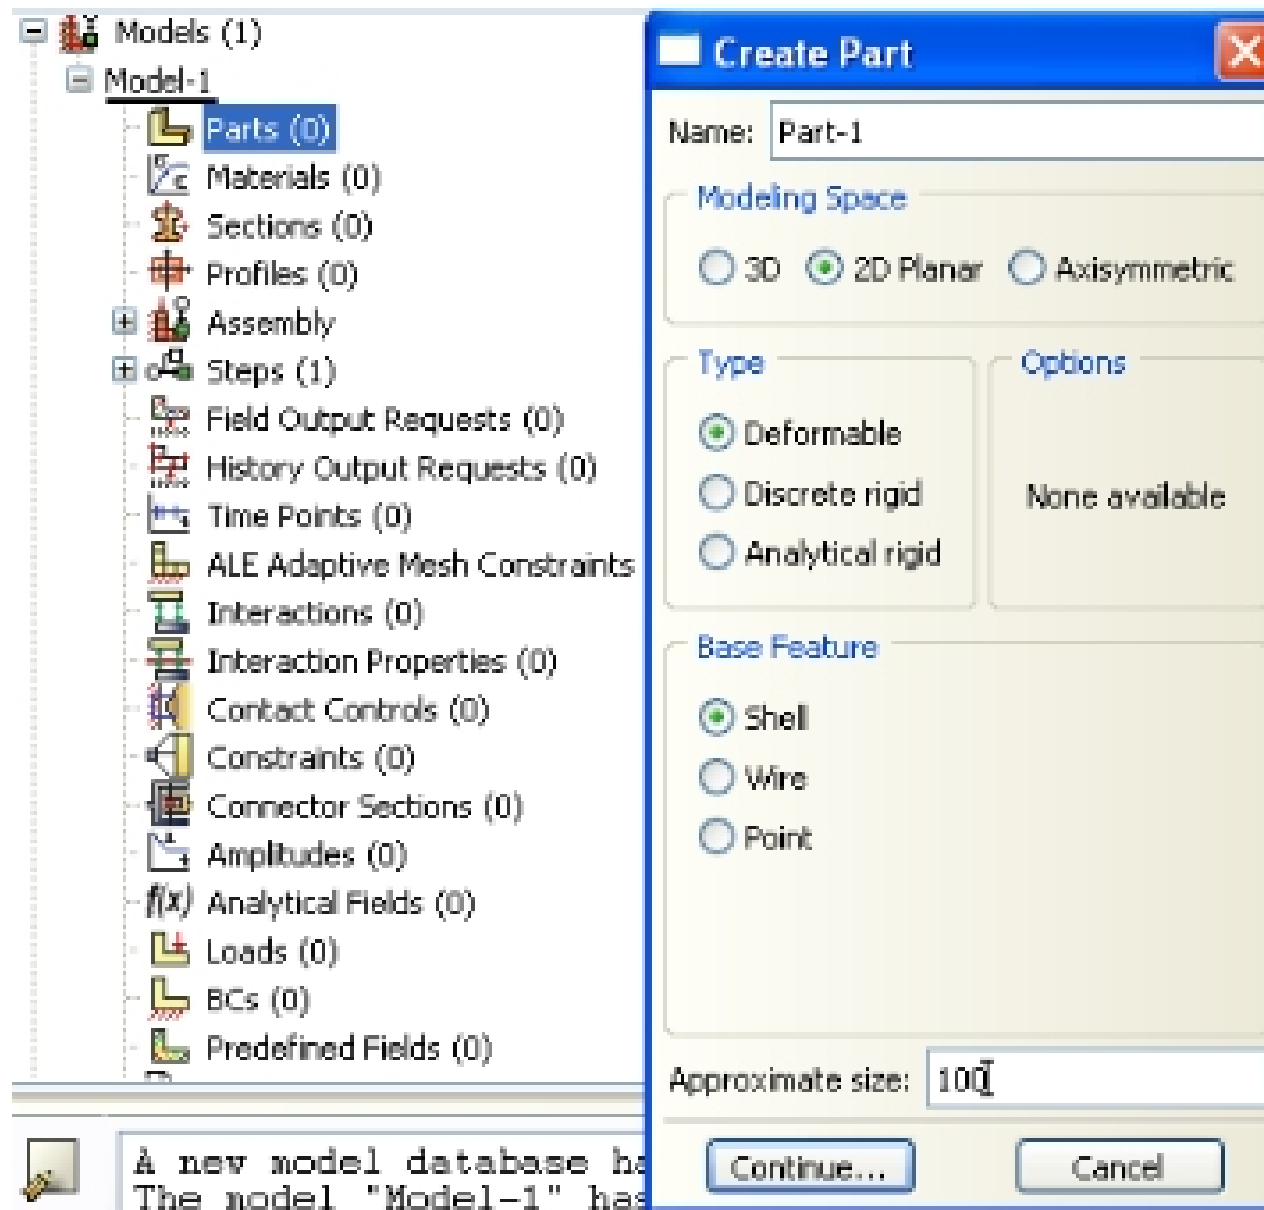 Models (1)
Model-1
Parts (0)
Materials (0)
Sections (0)
Profiles (0)
Assembly
Steps (1)
Field Output Requests (0)
History Output Requests (0)
Time Points (0)
ALE Adaptive Mesh Constraints
Interactions (0)
Interaction Properties (0)
Contact Controls (0)
Constraints (0)
Connector Sections (0)
Amplitudes (0)
f(x) Analytical Fields (0)
Loads (0)
BCs (0)
Predefined Fields (0)
A new model database ha
The model "Model-1" has
Create Part
Name: Part-1
Modeling Space
3D 2D Planar Axisymmetric
Type
Deformable
Discrete rigid
Analytical rigid
Options
None available
Base Feature
Shell
Wire
Point
Approximate size: 100
Continue... Cancel